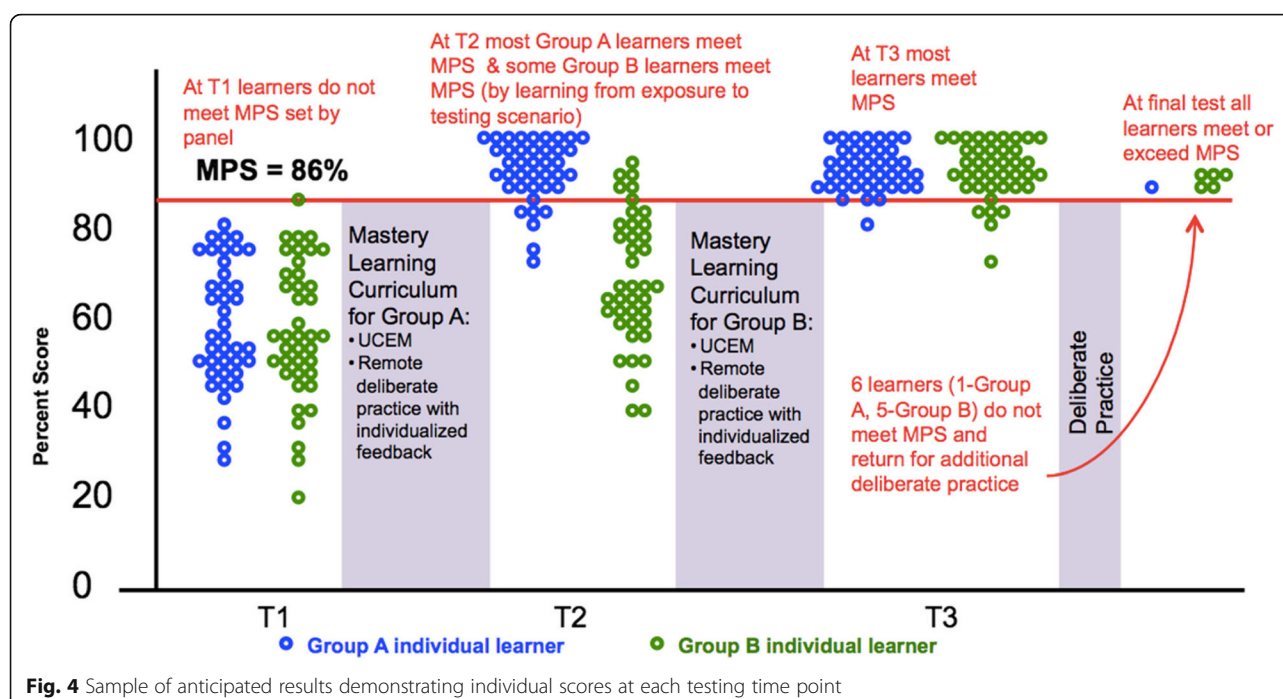 At T1 learners do not
meet MPS set by
panel
MPS = 86%
At T2 most Group A learners meet
MPS & some Group B learners meet
MPS (by learning from exposure to
testing scenario)
At T3 most
learners meet
MPS
At final test all
learners meet or
exceed MPS
Percent Score
100
80
60
40
20
0
Mastery
Learning
Curriculum
for Group A:
• UCEM
• Remote
deliberate
practice with
individualized
feedback
Mastery
Learning
Curriculum
for Group B:
• UCEM
• Remote
deliberate
practice with
individualized
feedback
6 learners (1-Group
A, 5-Group B) do not
meet MPS and
return for additional
deliberate practice
Deliberate
Practice
T1
T2
T3
Group A individual learner
Group B individual learner
Fig. 4 Sample of anticipated results demonstrating individual scores at each testing time point